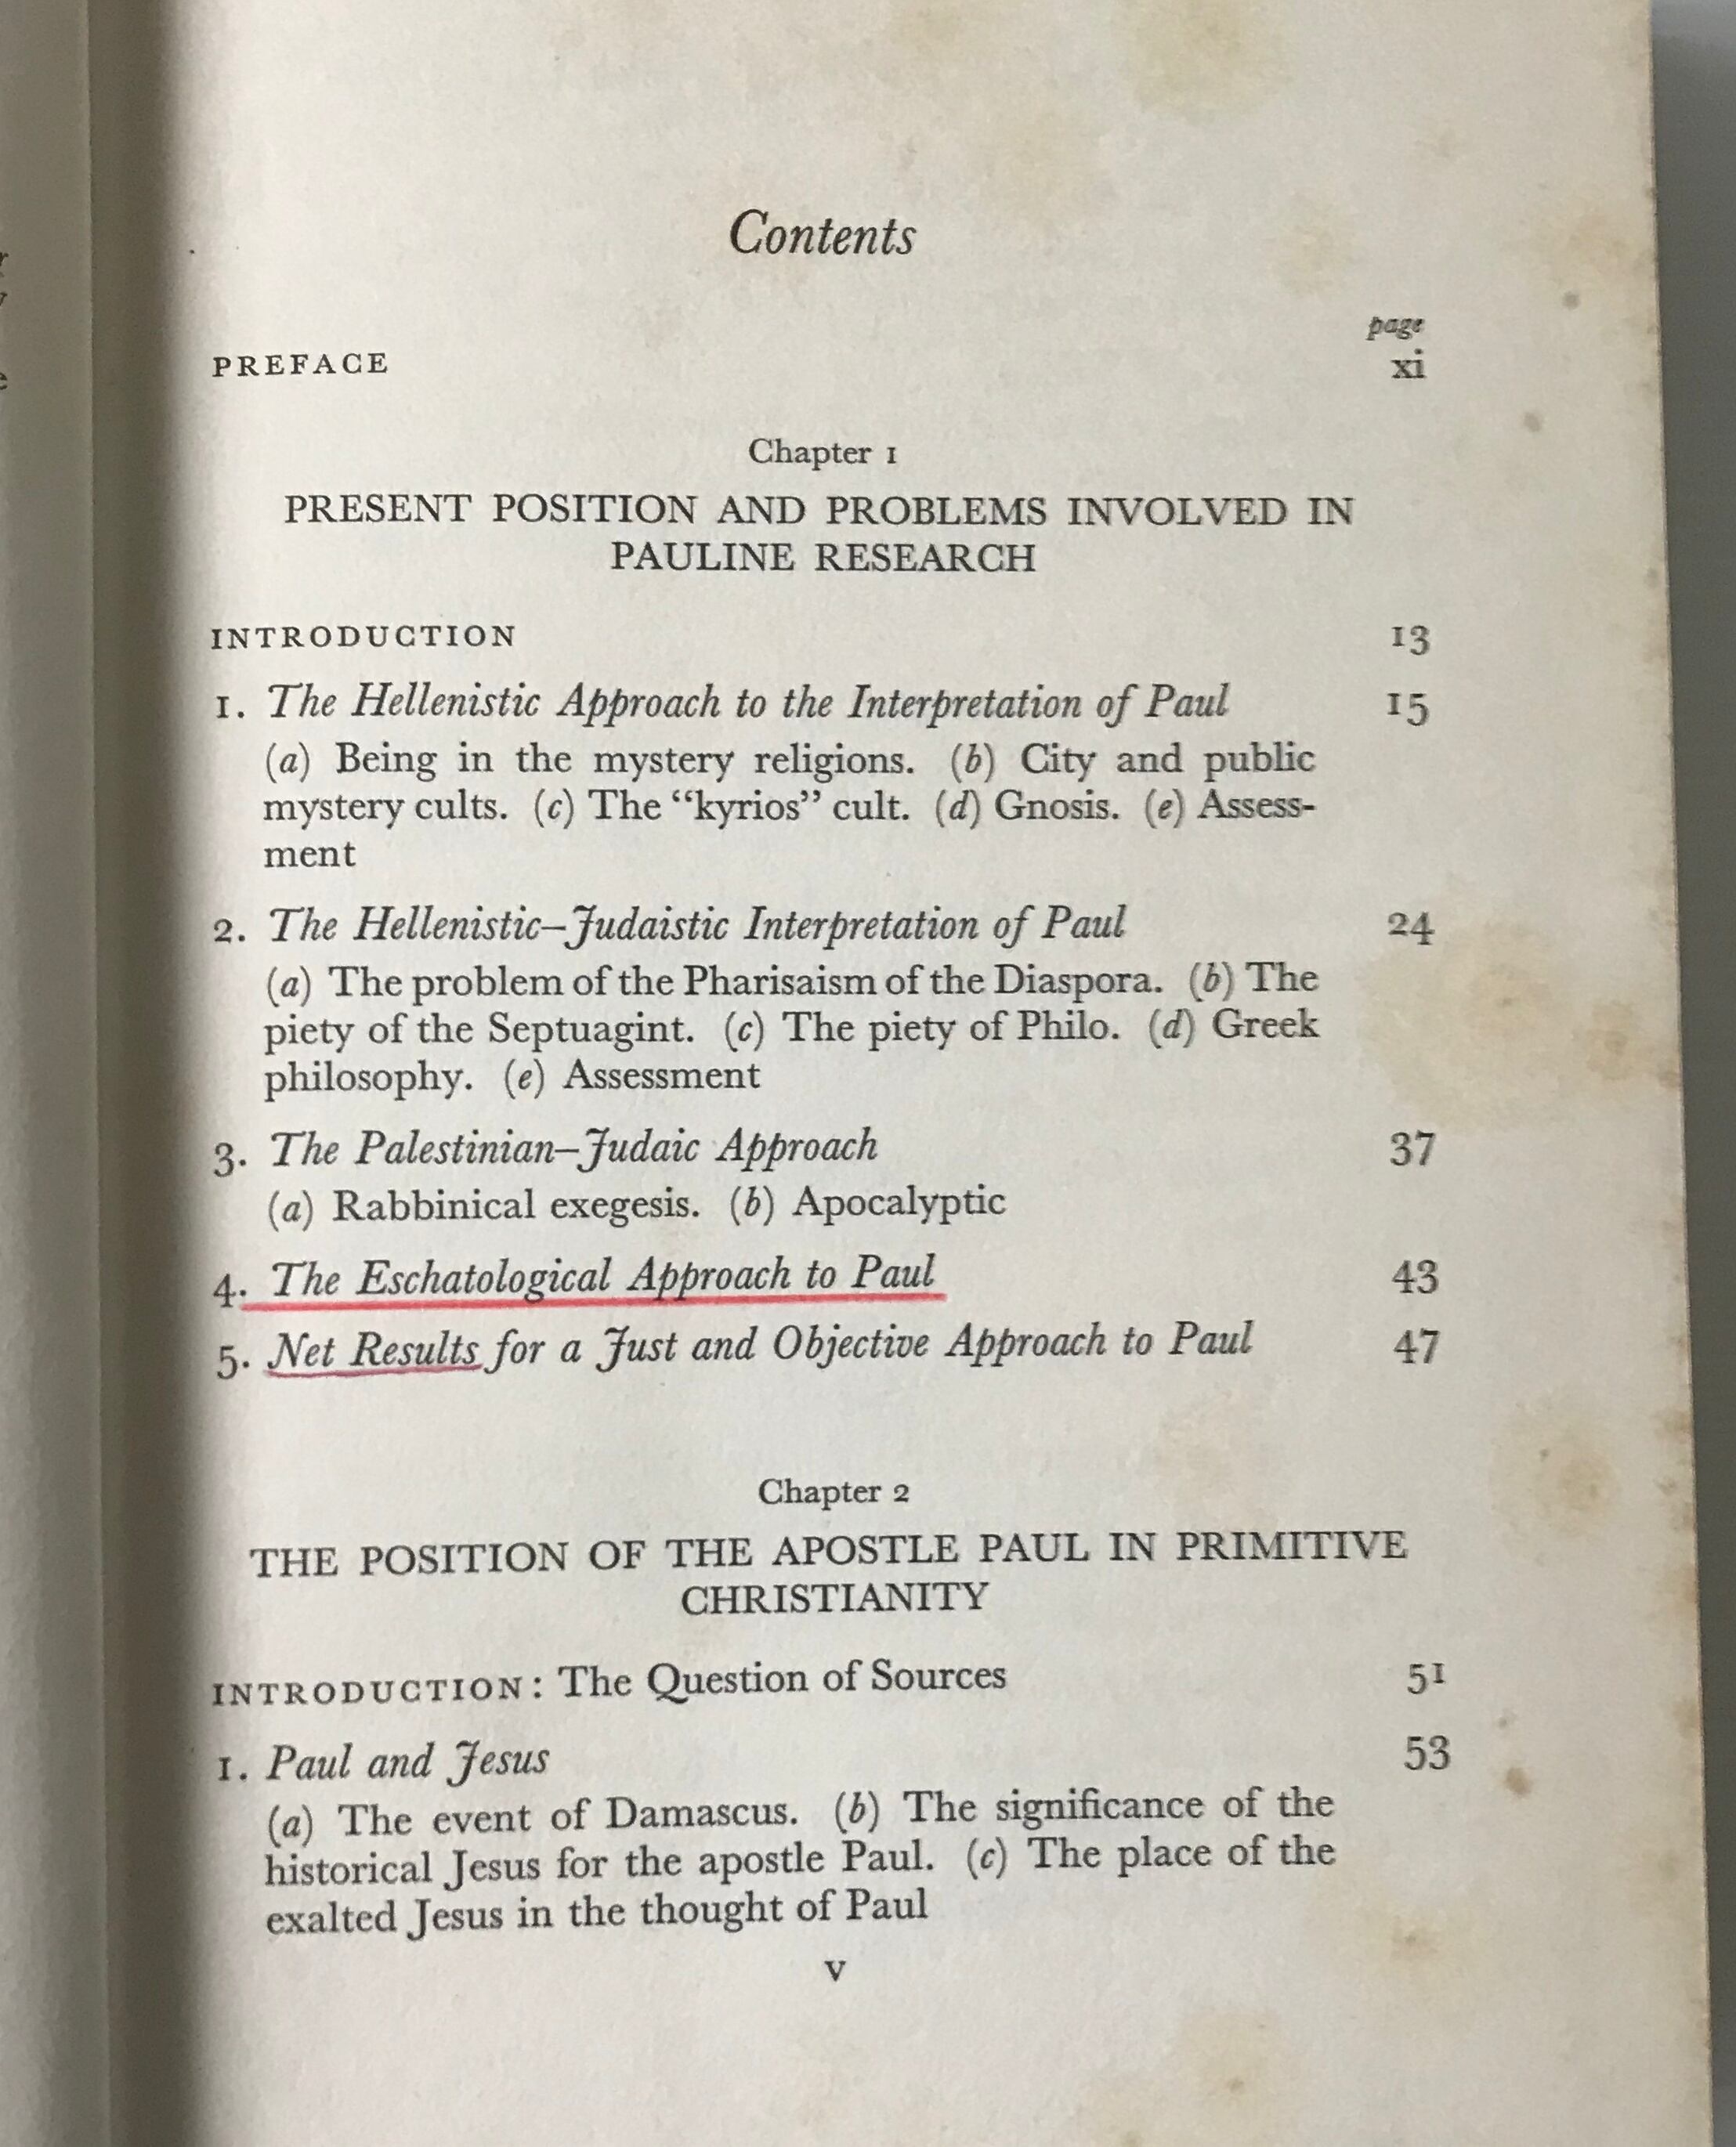 Contents
page
PREFACE xi
Chapter 1
PRESENT POSITION AND PROBLEMS INVOLVED IN
PAULINE RESEARCH
INTRODUCTION 13
1. The Hellenistic Approach to the Interpretation of Paul 15
(a) Being in the mystery religions. (b) City and public
mystery cults. (c) The “kyrios” cult. (d) Gnosis. (e) Assess-
ment
2. The Hellenistic–Judaistic Interpretation of Paul 24
(a) The problem of the Pharisaism of the Diaspora. (b) The
piety of the Septuagint. (c) The piety of Philo. (d) Greek
philosophy. (e) Assessment
3. The Palestinian–Judaic Approach 37
(a) Rabbinical exegesis. (b) Apocalyptic
4. The Eschatological Approach to Paul 43
5. Net Results for a Just and Objective Approach to Paul 47
Chapter 2
THE POSITION OF THE APOSTLE PAUL IN PRIMITIVE
CHRISTIANITY
INTRODUCTION: The Question of Sources 51
1. Paul and Jesus 53
(a) The event of Damascus. (b) The significance of the
historical Jesus for the apostle Paul. (c) The place of the
exalted Jesus in the thought of Paul
v